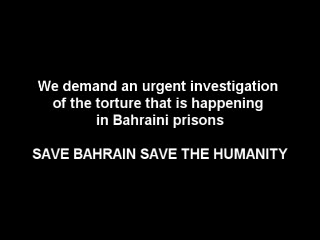 We demand an urgent investigation
of the torture that is happening
in Bahraini prisons
SAVE BAHRAIN SAVE THE HUMANITY